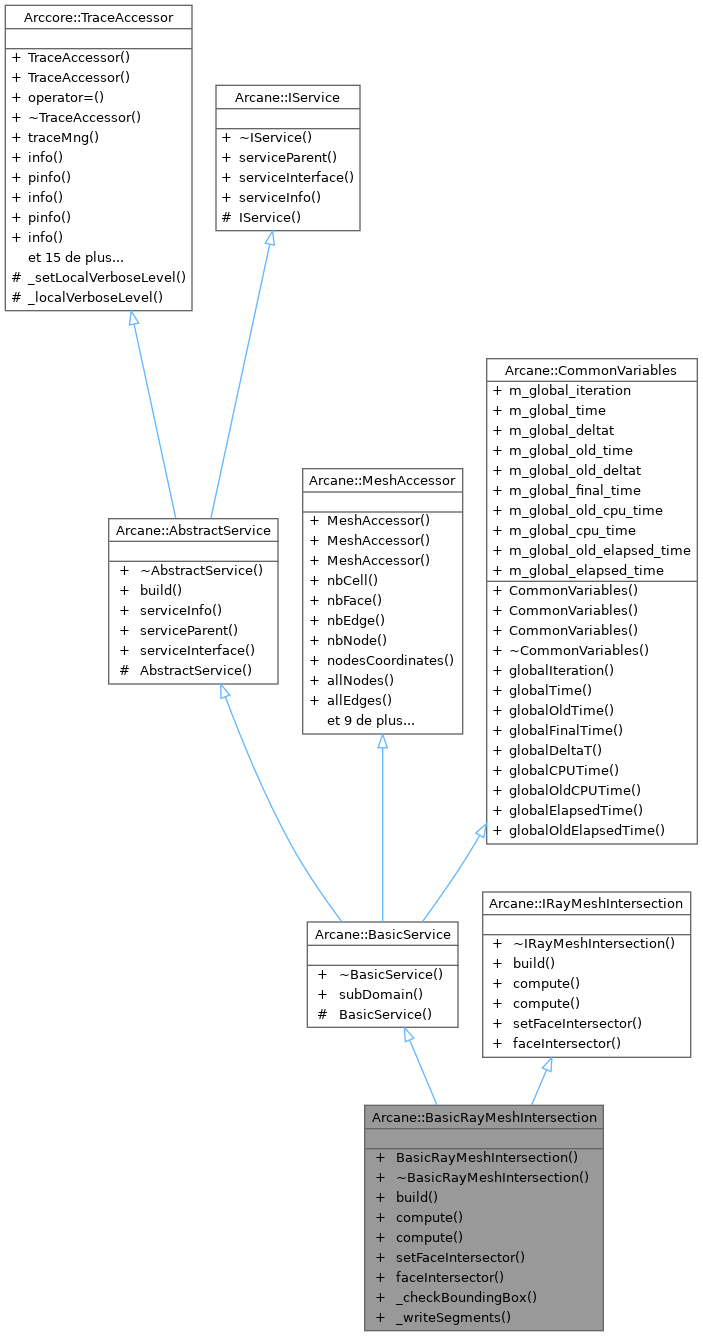 Arccore::TraceAccessor
+ TraceAccessor()
+ TraceAccessor()
+ operator=()
+ ~TraceAccessor()
+ traceMng()
+ info()
+ pinfo()
+ info()
+ pinfo()
+ info()
et 15 de plus...
# _setLocalVerboseLevel()
# _localVerboseLevel()
Arcane::IService
+ ~IService()
+ serviceParent()
+ serviceInterface()
+ serviceInfo()
# IService()
Arcane::CommonVariables
+ m_global_iteration
+ m_global_time
+ m_global_deltat
+ m_global_old_time
+ m_global_old_deltat
+ m_global_final_time
+ m_global_old_cpu_time
+ m_global_cpu_time
+ m_global_old_elapsed_time
+ m_global_elapsed_time
+ CommonVariables()
+ CommonVariables()
+ CommonVariables()
+ ~CommonVariables()
+ globalIteration()
+ globalTime()
+ globalOldTime()
+ globalFinalTime()
+ globalDeltaT()
+ globalCPUTime()
+ globalOldCPUTime()
+ globalElapsedTime()
+ globalOldElapsedTime()
Arcane::MeshAccessor
+ MeshAccessor()
+ MeshAccessor()
+ MeshAccessor()
+ nbCell()
+ nbFace()
+ nbEdge()
+ nbNode()
+ nodesCoordinates()
+ allNodes()
+ allEdges()
et 9 de plus...
Arcane::AbstractService
+ ~AbstractService()
+ build()
+ serviceInfo()
+ serviceParent()
+ serviceInterface()
# AbstractService()
Arcane::BasicService
+ ~BasicService()
+ subDomain()
# BasicService()
Arcane::IRayMeshIntersection
+ ~IRayMeshIntersection()
+ build()
+ compute()
+ compute()
+ setFaceIntersector()
+ faceIntersector()
Arcane::BasicRayMeshIntersection
+ BasicRayMeshIntersection()
+ ~BasicRayMeshIntersection()
+ build()
+ compute()
+ compute()
+ setFaceIntersector()
+ faceIntersector()
+ _checkBoundingBox()
+ _writeSegments()